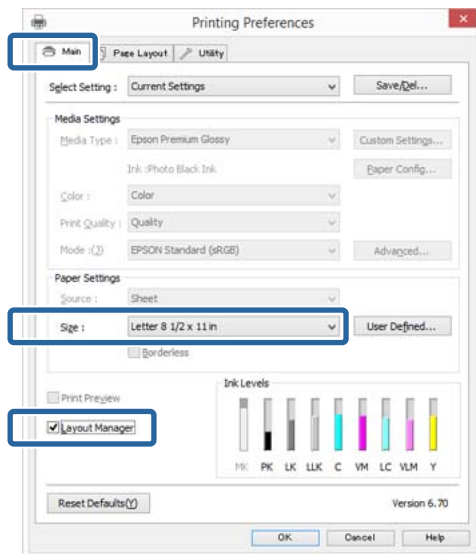 Printing Preferences
Main Page Layout Utility
Select Setting : Current Settings Save/Del...
Media Settings
Media Type : Epson Premium Glossy Custom Settings...
Ink :Photo Black Ink Paper Config...
Color : Color
Print Quality : Quality
Mode :(J) EPSON Standard (sRGB) Advanced...
Paper Settings
Source : Sheet
Size : Letter 8 1/2 x 11 in User Defined...
Borderless
Ink Levels
Print Preview
Layout Manager
MK PK LK LLK C VM LC VLM Y
Reset Defaults(Y) Version 6.70
OK Cancel Help